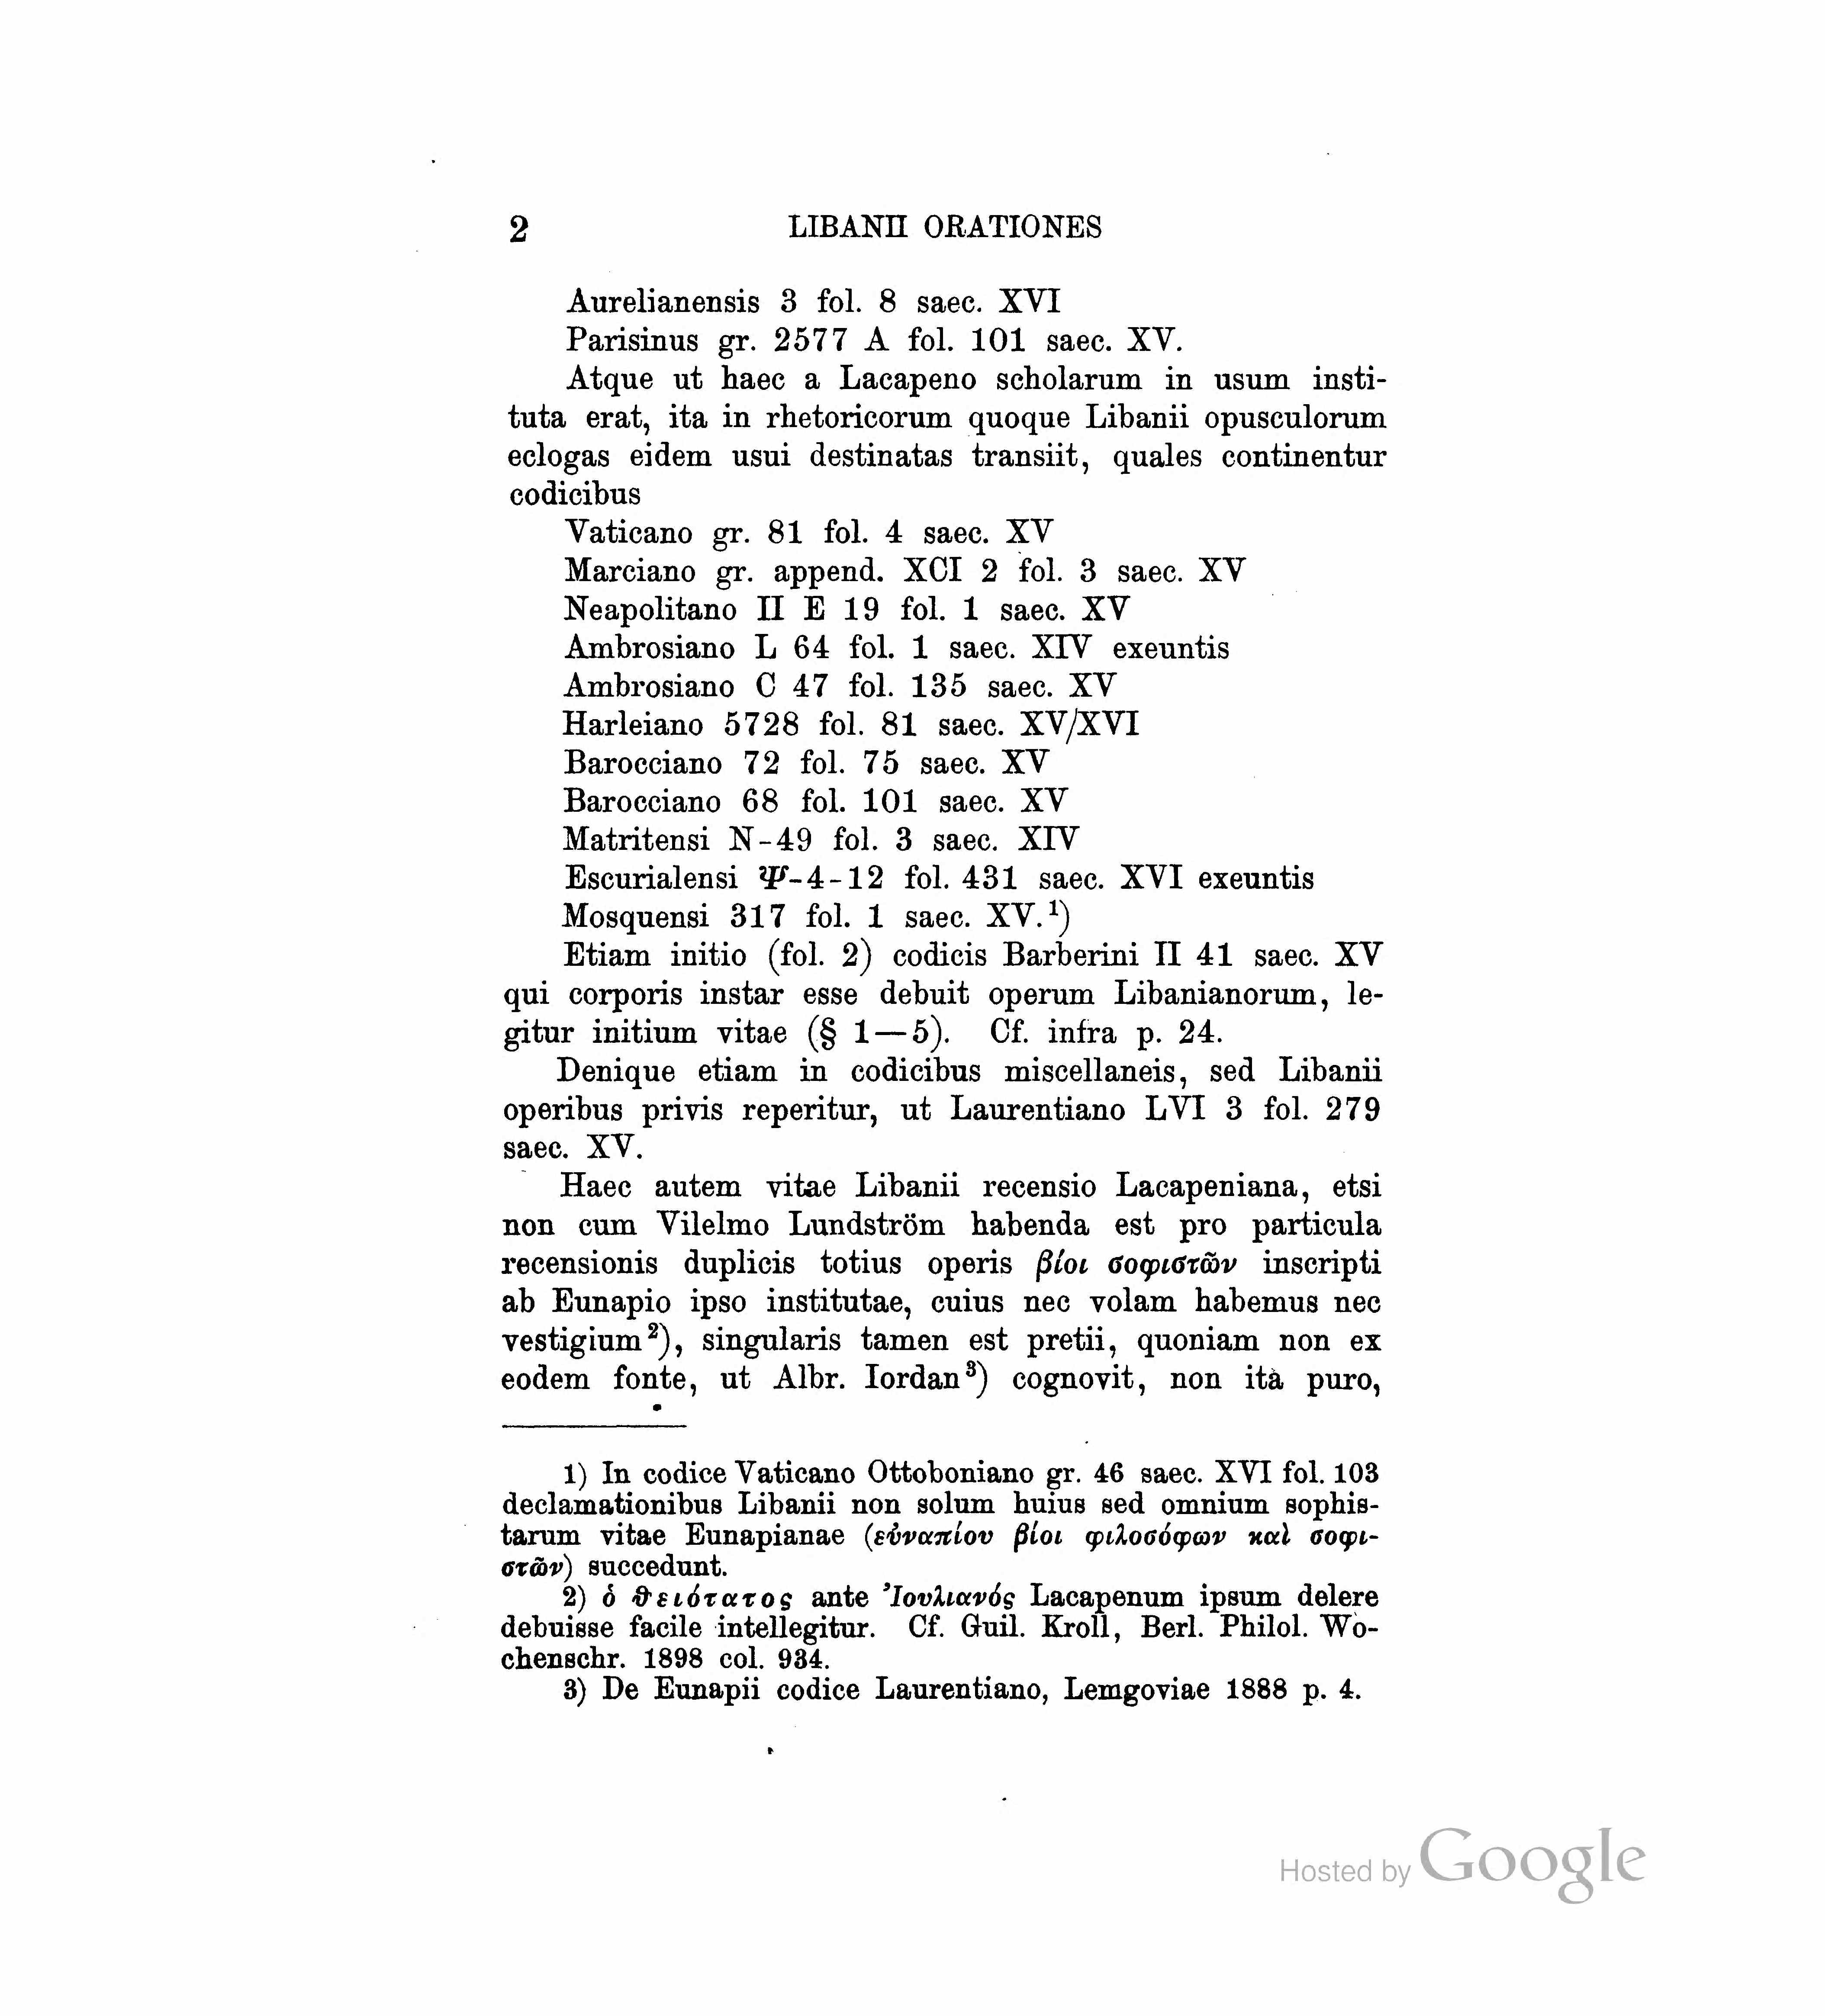 2 LIBANII ORATIONES
Aurelianensis 3 fol. 8 saec. XVI
Parisinus gr. 2577 A fol. 101 saec. XV.
Atque ut haec a Lacapeno scholarum in usum insti-
tuta erat, ita in rhetoricorum quoque Libanii opusculorum
eclogas eidem usui destinatas transiit, quales continentur
codicibus
Vaticano gr. 81 fol. 4 saec. XV
Marciano gr. append. XCI 2 fol. 3 saec. XV
Neapolitano II E 19 fol. 1 saec. XV
Ambrosiano L 64 fol. 1 saec. XIV exeuntis
Ambrosiano C 47 fol. 135 saec. XV
Harleiano 5728 fol. 81 saec. XV/XVI
Barocciano 72 fol. 75 saec. XV
Barocciano 68 fol. 101 saec. XV
Matritensi N-49 fol. 3 saec. XIV
Escurialensi Ψ-4-12 fol. 431 saec. XVI exeuntis
Mosquensi 317 fol. 1 saec. XV.¹)
Etiam initio (fol. 2) codicis Barberini II 41 saec. XV
qui corporis instar esse debuit operum Libanianorum, le-
gitur initium vitae (§ 1—5). Cf. infra p. 24.
Denique etiam in codicibus miscellaneis, sed Libanii
operibus privis reperitur, ut Laurentiano LVI 3 fol. 279
saec. XV.
Haec autem vitae Libanii recensio Lacapeniana, etsi
non cum Vilelmo Lundström habenda est pro particula
recensionis duplicis totius operis βίοι σοφιστῶν inscripti
ab Eunapio ipso institutae, cuius nec volam habemus nec
vestigium²), singularis tamen est pretii, quoniam non ex
eodem fonte, ut Albr. Iordan³) cognovit, non ita puro,
1) In codice Vaticano Ottoboniano gr. 46 saec. XVI fol. 103
declamationibus Libanii non solum huius sed omnium sophis-
tarum vitae Eunapianae (εὐναπίου βίοι φιλοσόφων καὶ σοφι-
στῶν) succedunt.
2) ὁ θειότατος ante Ἰουλιανός Lacapenum ipsum delere
debuisse facile intellegitur. Cf. Guil. Kroll, Berl. Philol. Wo-
chenschr. 1898 col. 934.
3) De Eunapii codice Laurentiano, Lemgoviae 1888 p. 4.
Hosted by Google